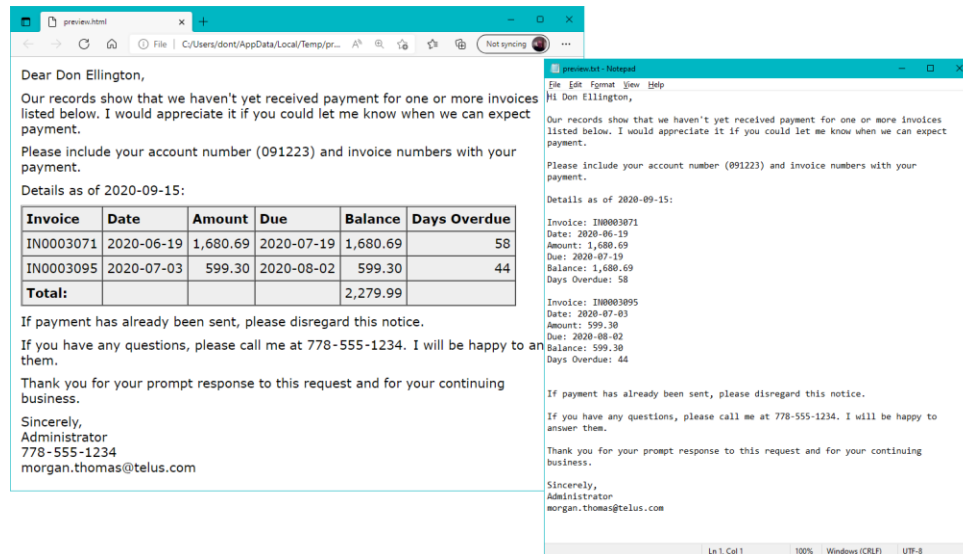 preview.html
File
C:/Users/dont/AppData/Local/Temp/pr...
Not syncing
Dear Don Ellington,
Our records show that we haven't yet received payment for one or more invoices
listed below. I would appreciate it if you could let me know when we can expect
payment.
Please include your account number (091223) and invoice numbers with your
payment.
Details as of 2020-09-15:
Invoice Date Amount Due Balance Days Overdue
IN0003071 2020-06-19 1,680.69 2020-07-19 1,680.69 58
IN0003095 2020-07-03 599.30 2020-08-02 599.30 44
Total: 2,279.99
If payment has already been sent, please disregard this notice.
If you have any questions, please call me at 778-555-1234. I will be happy to an
them.
Thank you for your prompt response to this request and for your continuing
business.
Sincerely,
Administrator
778-555-1234
morgan.thomas@telus.com
preview.txt - Notepad
File Edit Format View Help
Hi Don Ellington,
Our records show that we haven't yet received payment for one or more invoices
listed below. I would appreciate it if you could let me know when we can expect
payment.
Please include your account number (091223) and invoice numbers with your
payment.
Details as of 2020-09-15:
Invoice: IN0003071
Date: 2020-06-19
Amount: 1,680.69
Due: 2020-07-19
Balance: 1,680.69
Days Overdue: 58
Invoice: IN0003095
Date: 2020-07-03
Amount: 599.30
Due: 2020-08-02
Balance: 599.30
Days Overdue: 44
If payment has already been sent, please disregard this notice.
If you have any questions, please call me at 778-555-1234. I will be happy to
answer them.
Thank you for your prompt response to this request and for your continuing
business.
Sincerely,
Administrator
morgan.thomas@telus.com
Ln 1, Col 1 100% Windows (CRLF) UTF-8